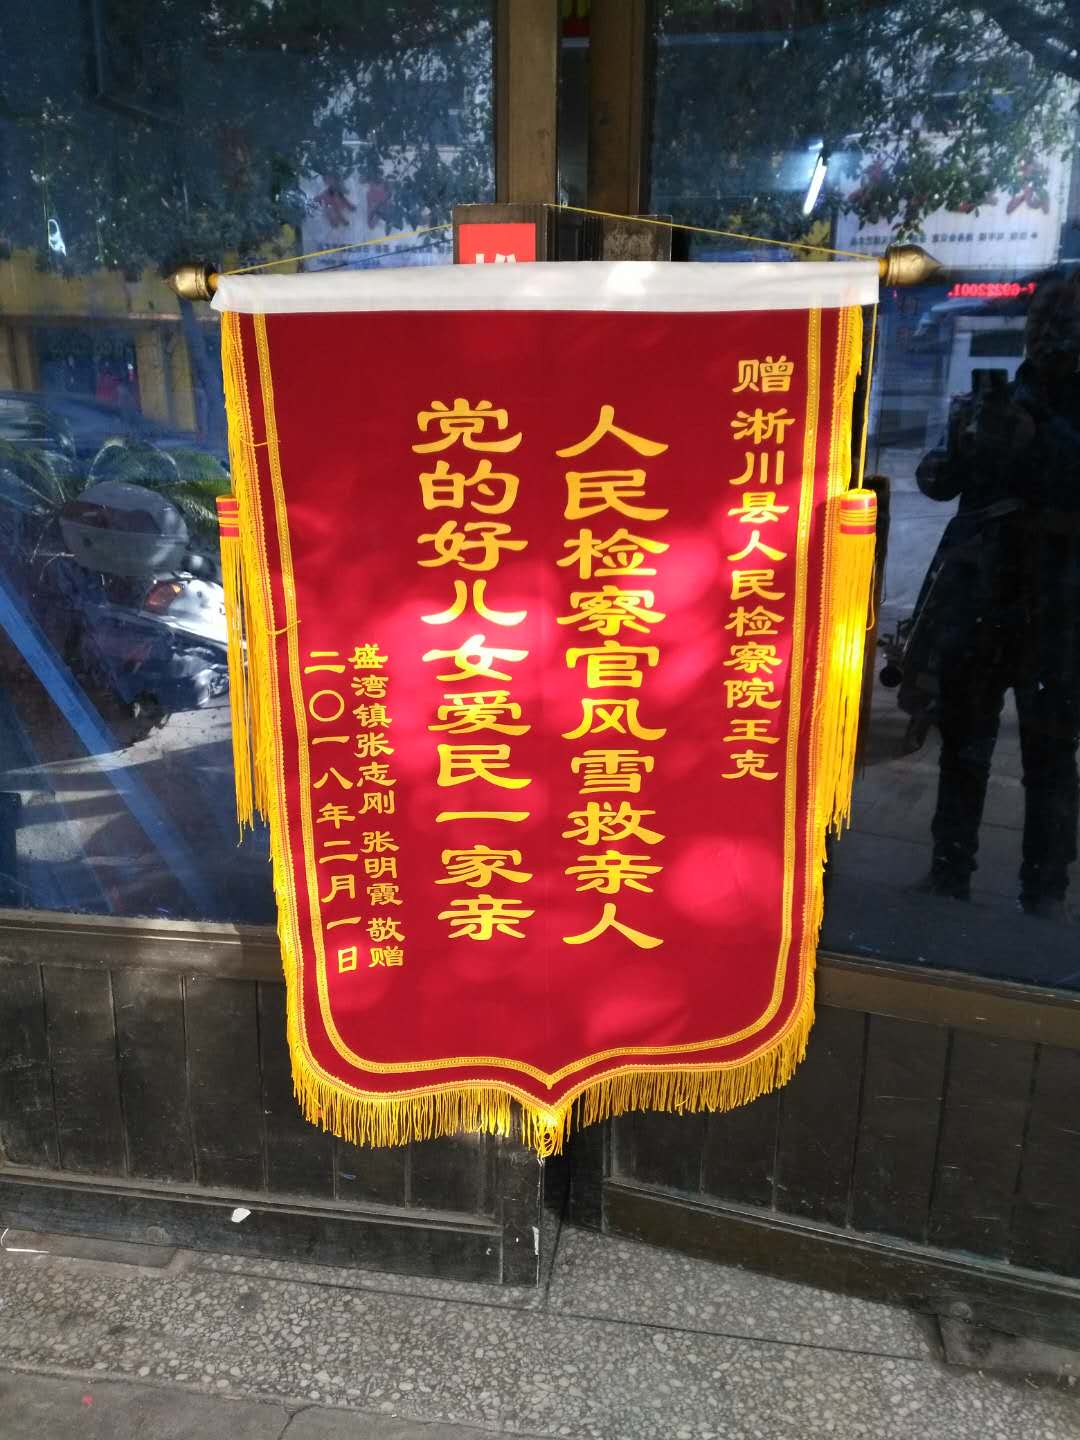 赠淅川县人民检察院王克
人民检察官风雪救亲人
党的好儿女爱民一家亲
盛湾镇张志刚 张明霞 敬赠
二〇一八年二月一日